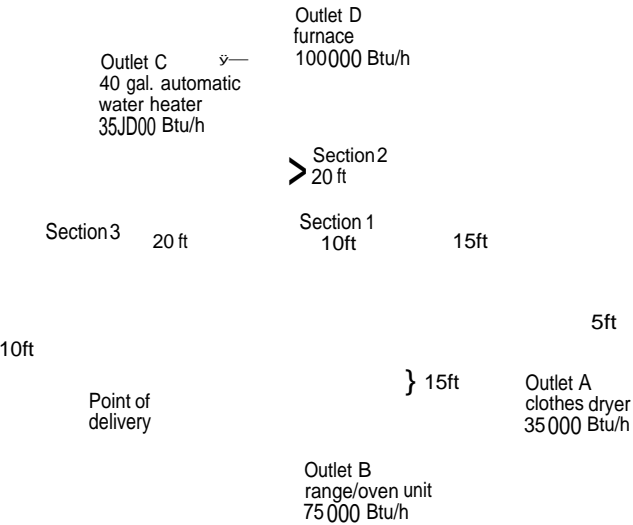 Outlet D
furnace
100000 Btu/h
Outlet C ÿ—
40 gal. automatic
water heater
35JD00 Btu/h
Section 2
> 20 ft
Section 3 20 ft
Section 1
10ft 15ft
5ft
10ft
} 15ft
Point of
delivery
Outlet A
clothes dryer
35000 Btu/h
Outlet B
range/oven unit
75000 Btu/h